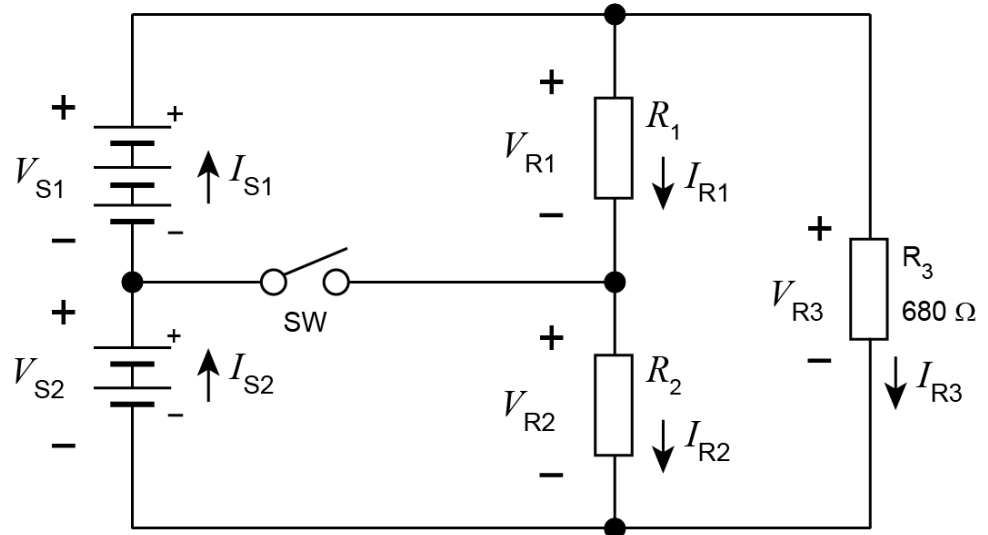 +
+
V_S1
−
−
I_S1
+
V_R1
−
R_1
I_R1
SW
+
+
V_S2
−
−
I_S2
+
V_R2
−
R_2
I_R2
+
V_R3
−
R_3
680 Ω
I_R3